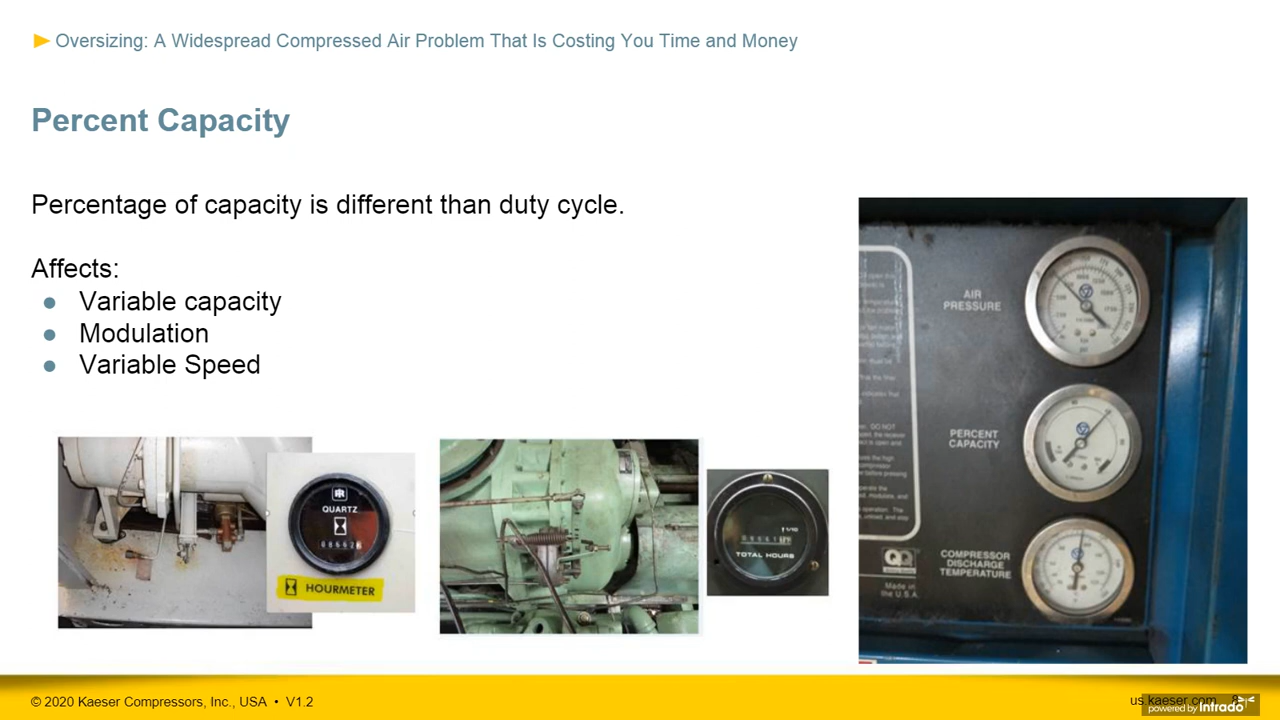 Oversizing: A Widespread Compressed Air Problem That Is Costing You Time and Money
Percent Capacity
Percentage of capacity is different than duty cycle.
Affects:
Variable capacity
Modulation
Variable Speed
QUARTZ
HOURMETER
TOTAL HOURS
AIR
PRESSURE
PERCENT
CAPACITY
COMPRESSOR
DISCHARGE
TEMPERATURE
Made in
the U.S.A.
© 2020 Kaeser Compressors, Inc., USA • V1.2
us.kaeser.com
powered by intrado